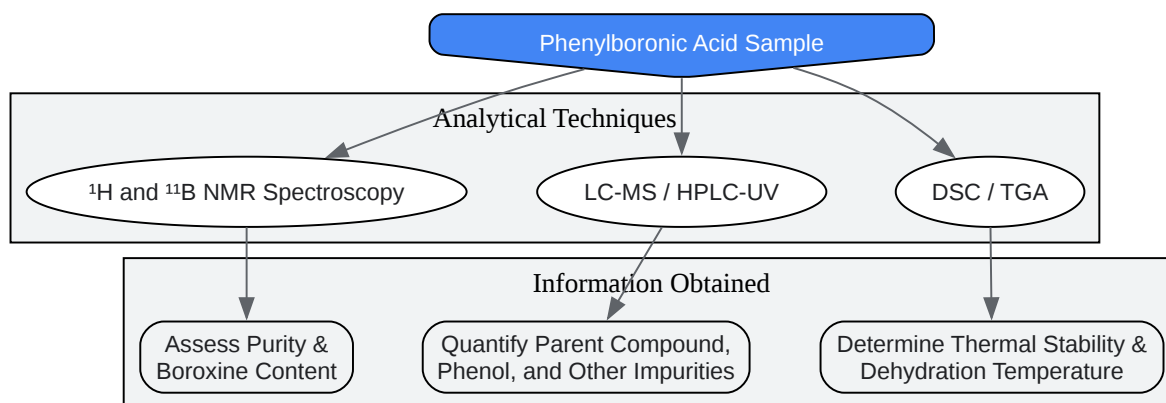 Phenylboronic Acid Sample
Analytical Techniques
¹H and ¹¹B NMR Spectroscopy
LC-MS / HPLC-UV
DSC / TGA
Information Obtained
Assess Purity &
Boroxine Content
Quantify Parent Compound,
Phenol, and Other Impurities
Determine Thermal Stability &
Dehydration Temperature